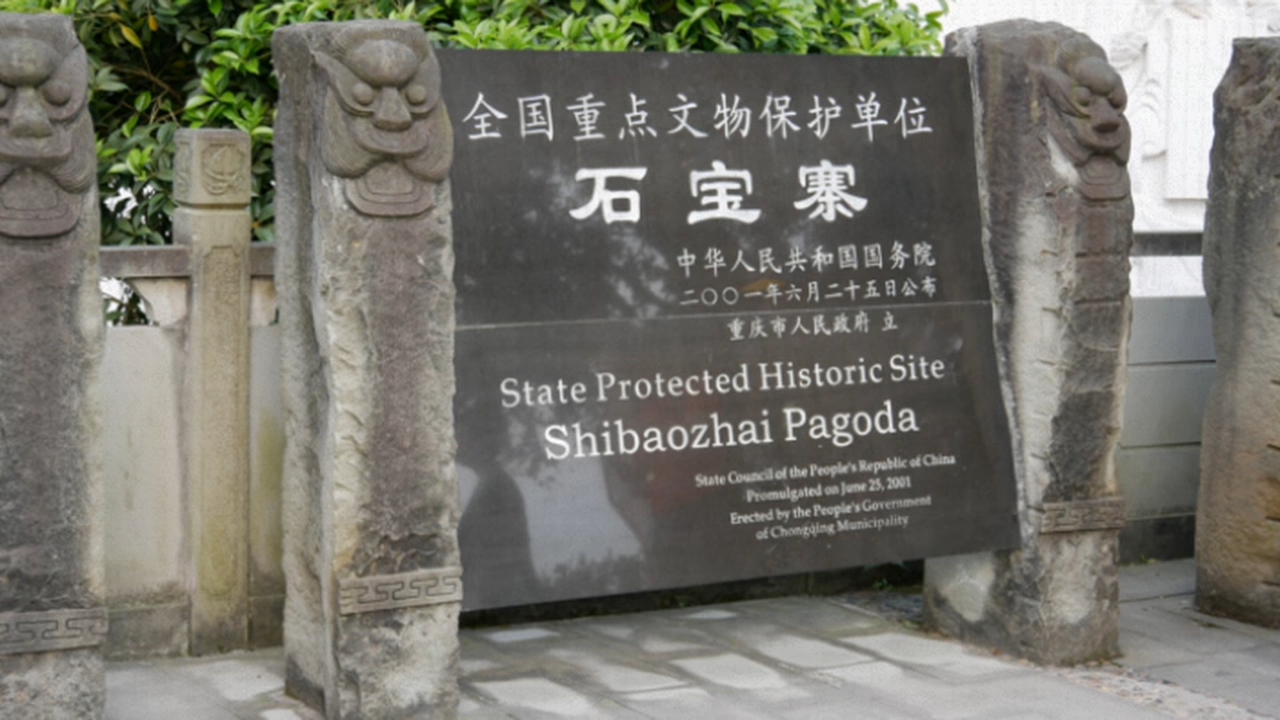 全国重点文物保护单位
石宝寨
中华人民共和国国务院
二〇〇一年六月二十五日公布
重庆市人民政府 立
State Protected Historic Site
Shibaozhai Pagoda
State Council of the People's Republic of China
Promulgated on June 25, 2001
Erected by the People's Government
of Chongqing Municipality